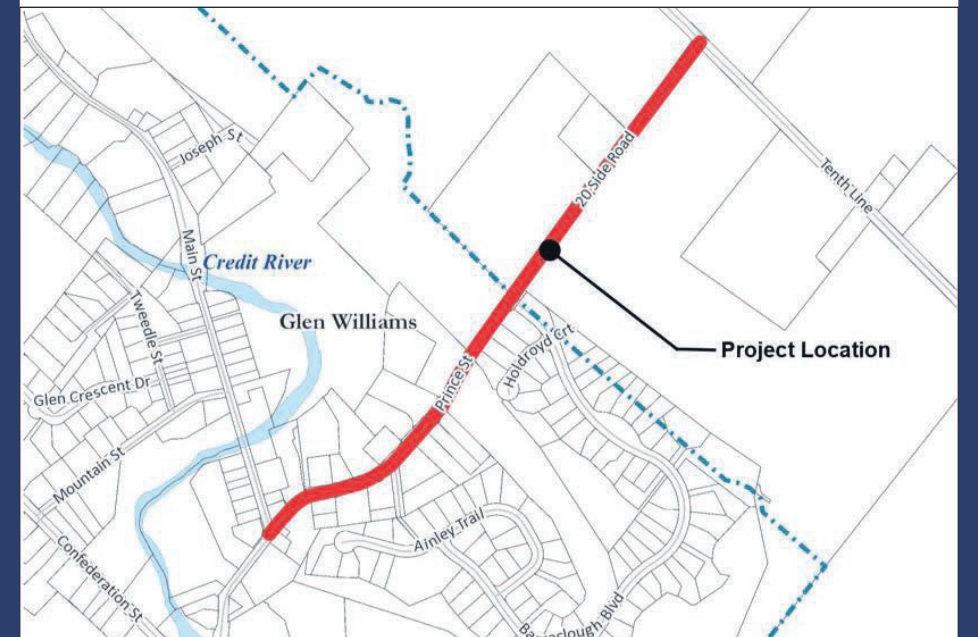 Joseph St
20 Side Road
Tenth Line
Main St
Credit River
Tweedle St
Glen Williams
Project Location
Holdroyd Crt
Prince St
Glen Crescent Dr
Mountain St
Ainley Trail
Confederation St
Barraclough Blvd